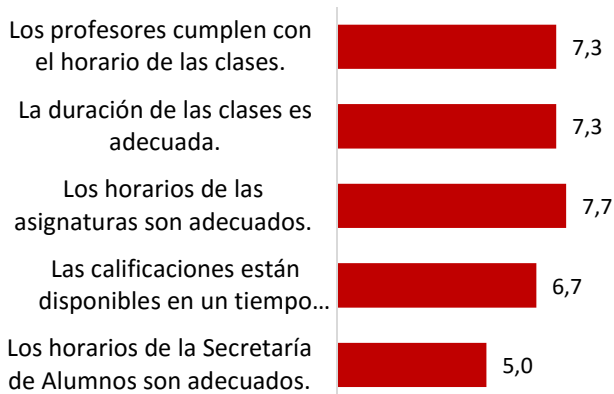 Los profesores cumplen con
el horario de las clases.
7,3
La duración de las clases es
adecuada.
7,3
Los horarios de las
asignaturas son adecuados.
7,7
Las calificaciones están
disponibles en un tiempo…
6,7
Los horarios de la Secretaría
de Alumnos son adecuados.
5,0